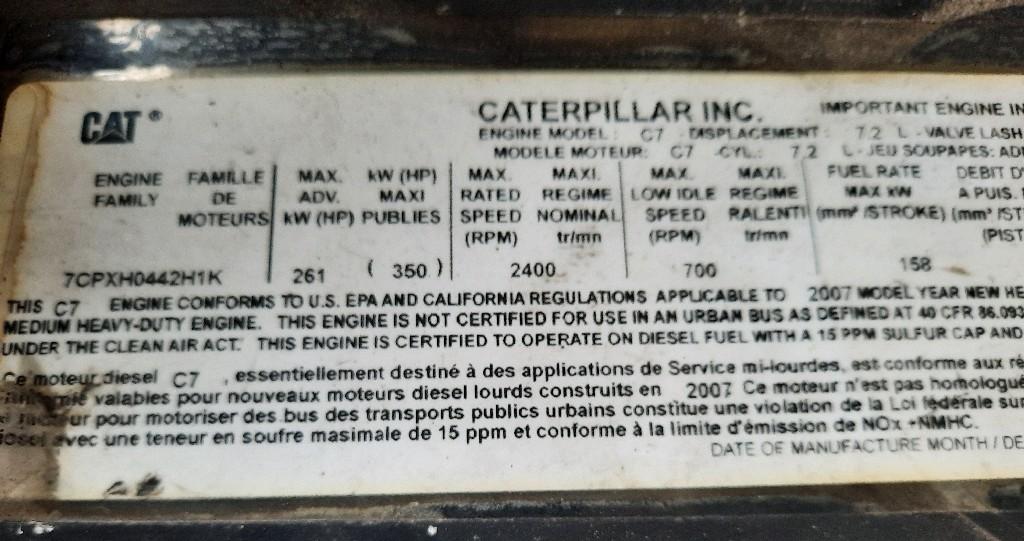 CAT ®
CATERPILLAR INC. IMPORTANT ENGINE IN
ENGINE MODEL: C7 DISPLACEMENT: 7.2 L - VALVE LASH
MODELE MOTEUR: C7 CYL.: 7.2 L - JEU SOUPAPES: AD
ENGINE FAMILLE MAX. kW (HP) MAX. MAXI. MAX. MAXI. FUEL RATE DEBIT D'
FAMILY DE ADV. MAXI RATED REGIME LOW IDLE REGIME MAX kW A PUIS.
MOTEURS kW (HP) PUBLIES SPEED NOMINAL SPEED RALENTI (mm³ /STROKE) (mm³ /ST
(RPM) tr/mn (RPM) tr/mn (PIST
7CPXH0442H1K 261 ( 350 ) 2400 700 158
THIS C7 ENGINE CONFORMS TO U.S. EPA AND CALIFORNIA REGULATIONS APPLICABLE TO 2007 MODEL YEAR NEW HE
MEDIUM HEAVY-DUTY ENGINE. THIS ENGINE IS NOT CERTIFIED FOR USE IN AN URBAN BUS AS DEFINED AT 40 CFR 86.093
UNDER THE CLEAN AIR ACT. THIS ENGINE IS CERTIFIED TO OPERATE ON DIESEL FUEL WITH A 15 PPM SULFUR CAP AND
Ce moteur diesel C7 , essentiellement destiné à des applications de Service mi-lourdes, est conforme aux ré
valables pour nouveaux moteurs diesel lourds construits en 2007 Ce moteur n'est pas homologué
pour motoriser des bus des transports publics urbains constitue une violation de la Loi fédérale sur
avec une teneur en soufre masimale de 15 ppm et conforme à la limite d'émission de NOx +NMHC.
DATE OF MANUFACTURE MONTH / DE